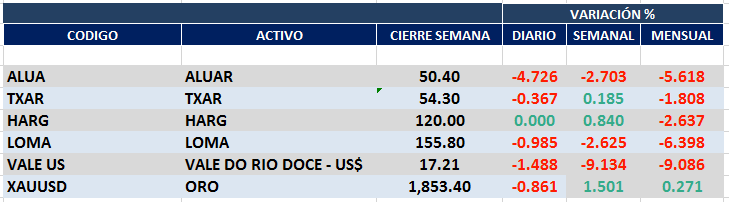 VARIACIÓN %
CODIGO ACTIVO CIERRE SEMANA DIARIO SEMANAL MENSUAL
ALUA ALUAR 50.40 -4.726 -2.703 -5.618
TXAR TXAR 54.30 -0.367 0.185 -1.808
HARG HARG 120.00 0.000 0.840 -2.637
LOMA LOMA 155.80 -0.985 -2.625 -6.398
VALE US VALE DO RIO DOCE - US$ 17.21 -1.488 -9.134 -9.086
XAUUSD ORO 1,853.40 -0.861 1.501 0.271